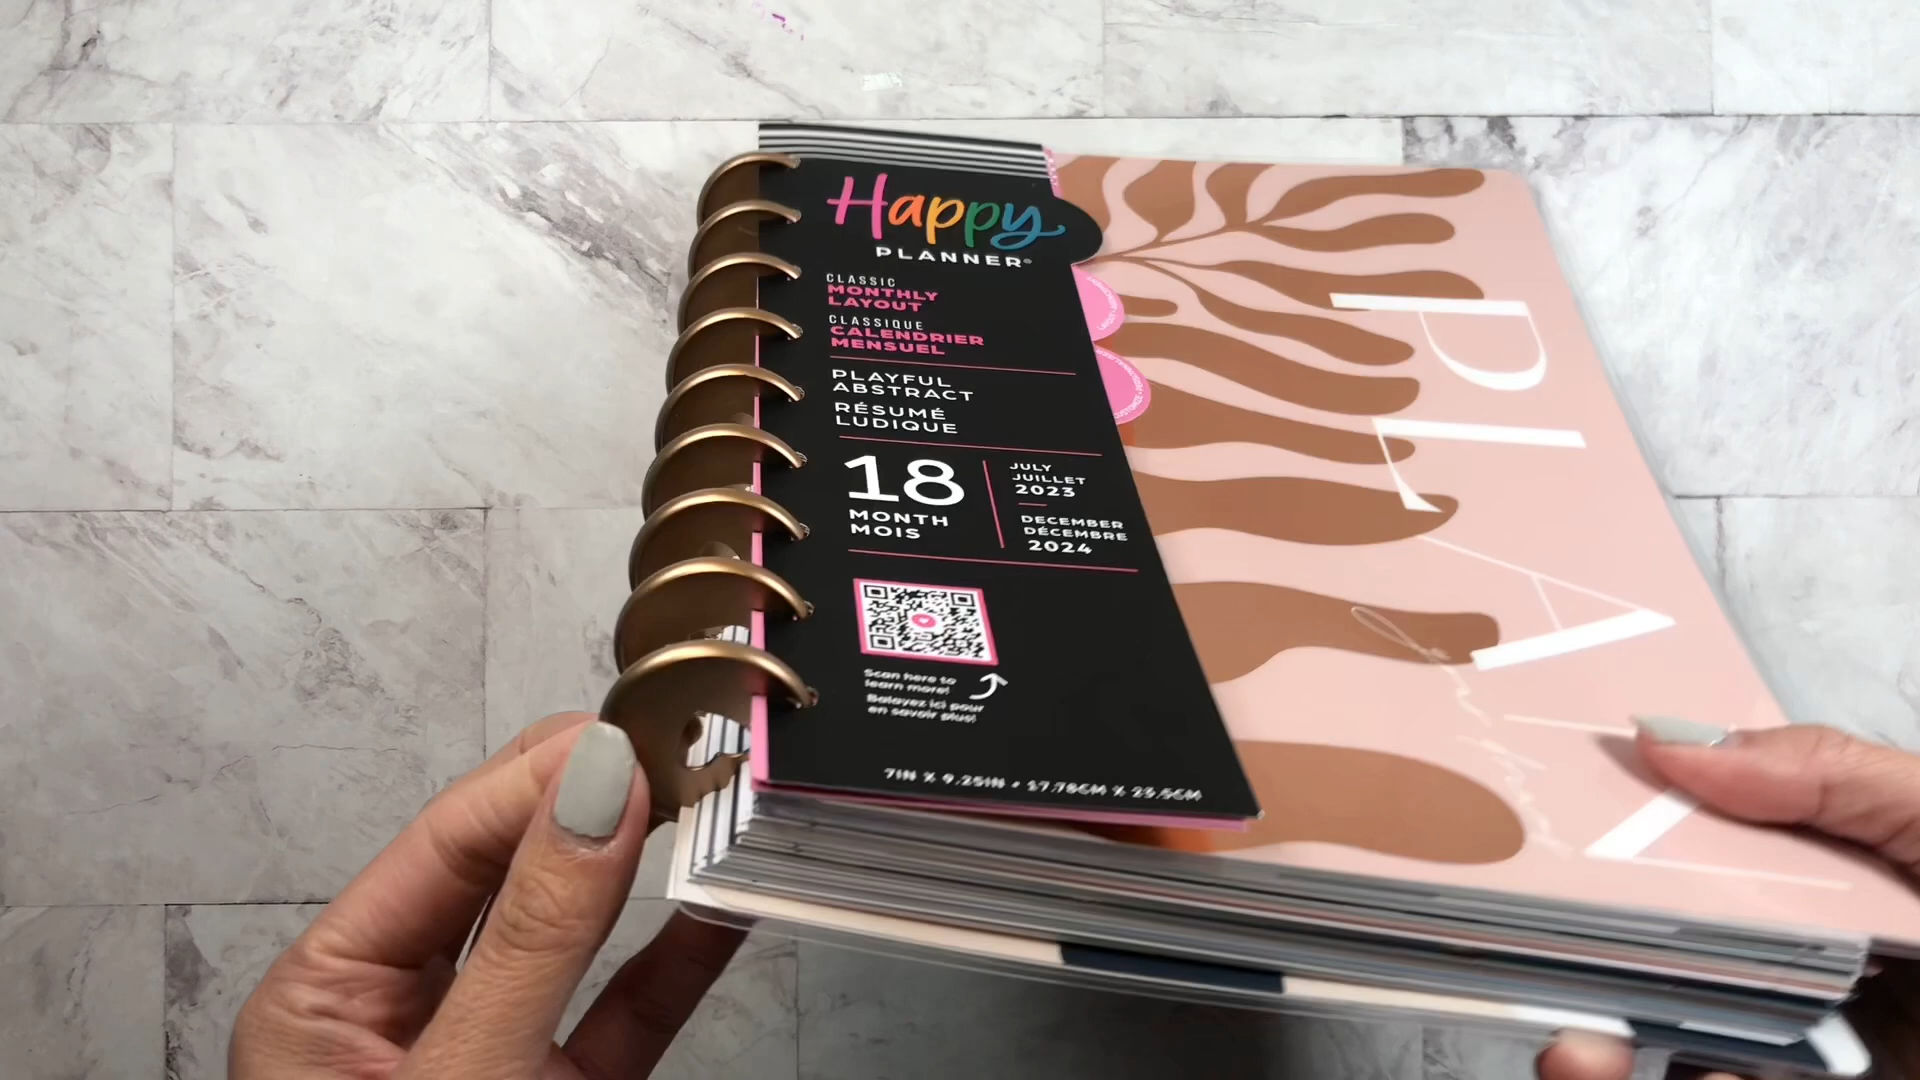 Happy
PLANNER®
CLASSIC
MONTHLY
LAYOUT
CLASSIQUE
CALENDRIER
MENSUEL
PLAYFUL
ABSTRACT
RÉSUMÉ
LUDIQUE
18
MONTH
MOIS
JULY
JUILLET
2023
DECEMBER
DÉCEMBRE
2024
Scan here to
learn more!
Balayez ici pour
en savoir plus!
7IN X 9.25IN • 17.78CM X 23.5CM
PLAN